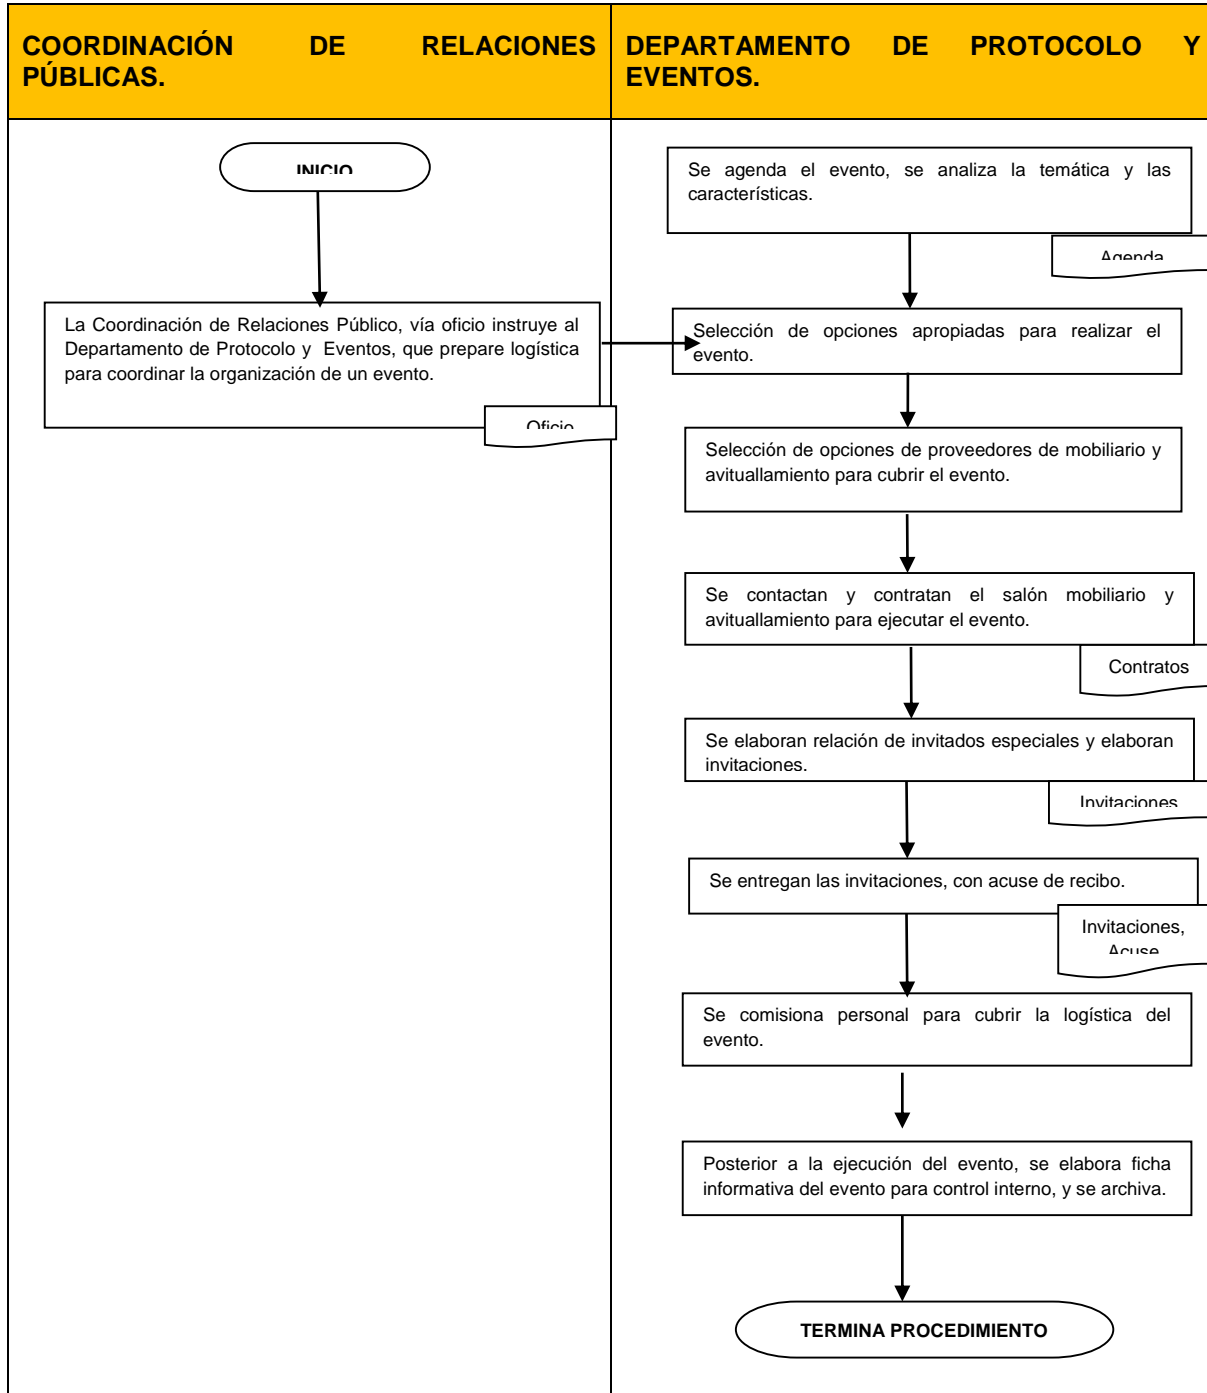 COORDINACIÓN DE RELACIONES
PÚBLICAS.
DEPARTAMENTO DE PROTOCOLO Y
EVENTOS.
INICIO
La Coordinación de Relaciones Público, vía oficio instruye al
Departamento de Protocolo y Eventos, que prepare logística
para coordinar la organización de un evento.
Oficio
Se agenda el evento, se analiza la temática y las
características.
Agenda
Selección de opciones apropiadas para realizar el
evento.
Selección de opciones de proveedores de mobiliario y
avituallamiento para cubrir el evento.
Se contactan y contratan el salón mobiliario y
avituallamiento para ejecutar el evento.
Contratos
Se elaboran relación de invitados especiales y elaboran
invitaciones.
Invitaciones
Se entregan las invitaciones, con acuse de recibo.
Invitaciones,
Acuse
Se comisiona personal para cubrir la logística del
evento.
Posterior a la ejecución del evento, se elabora ficha
informativa del evento para control interno, y se archiva.
TERMINA PROCEDIMIENTO